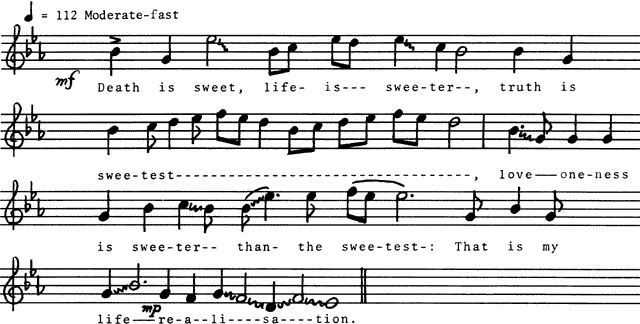 = 112 Moderate-fast
mf
Death is sweet, life- is--- swee-ter--, truth is
swee-test---------------------------------, love——one-ness
is swee-ter-- than- the swee-test-: That is my
mp
life——re-a--li----sa----tion.